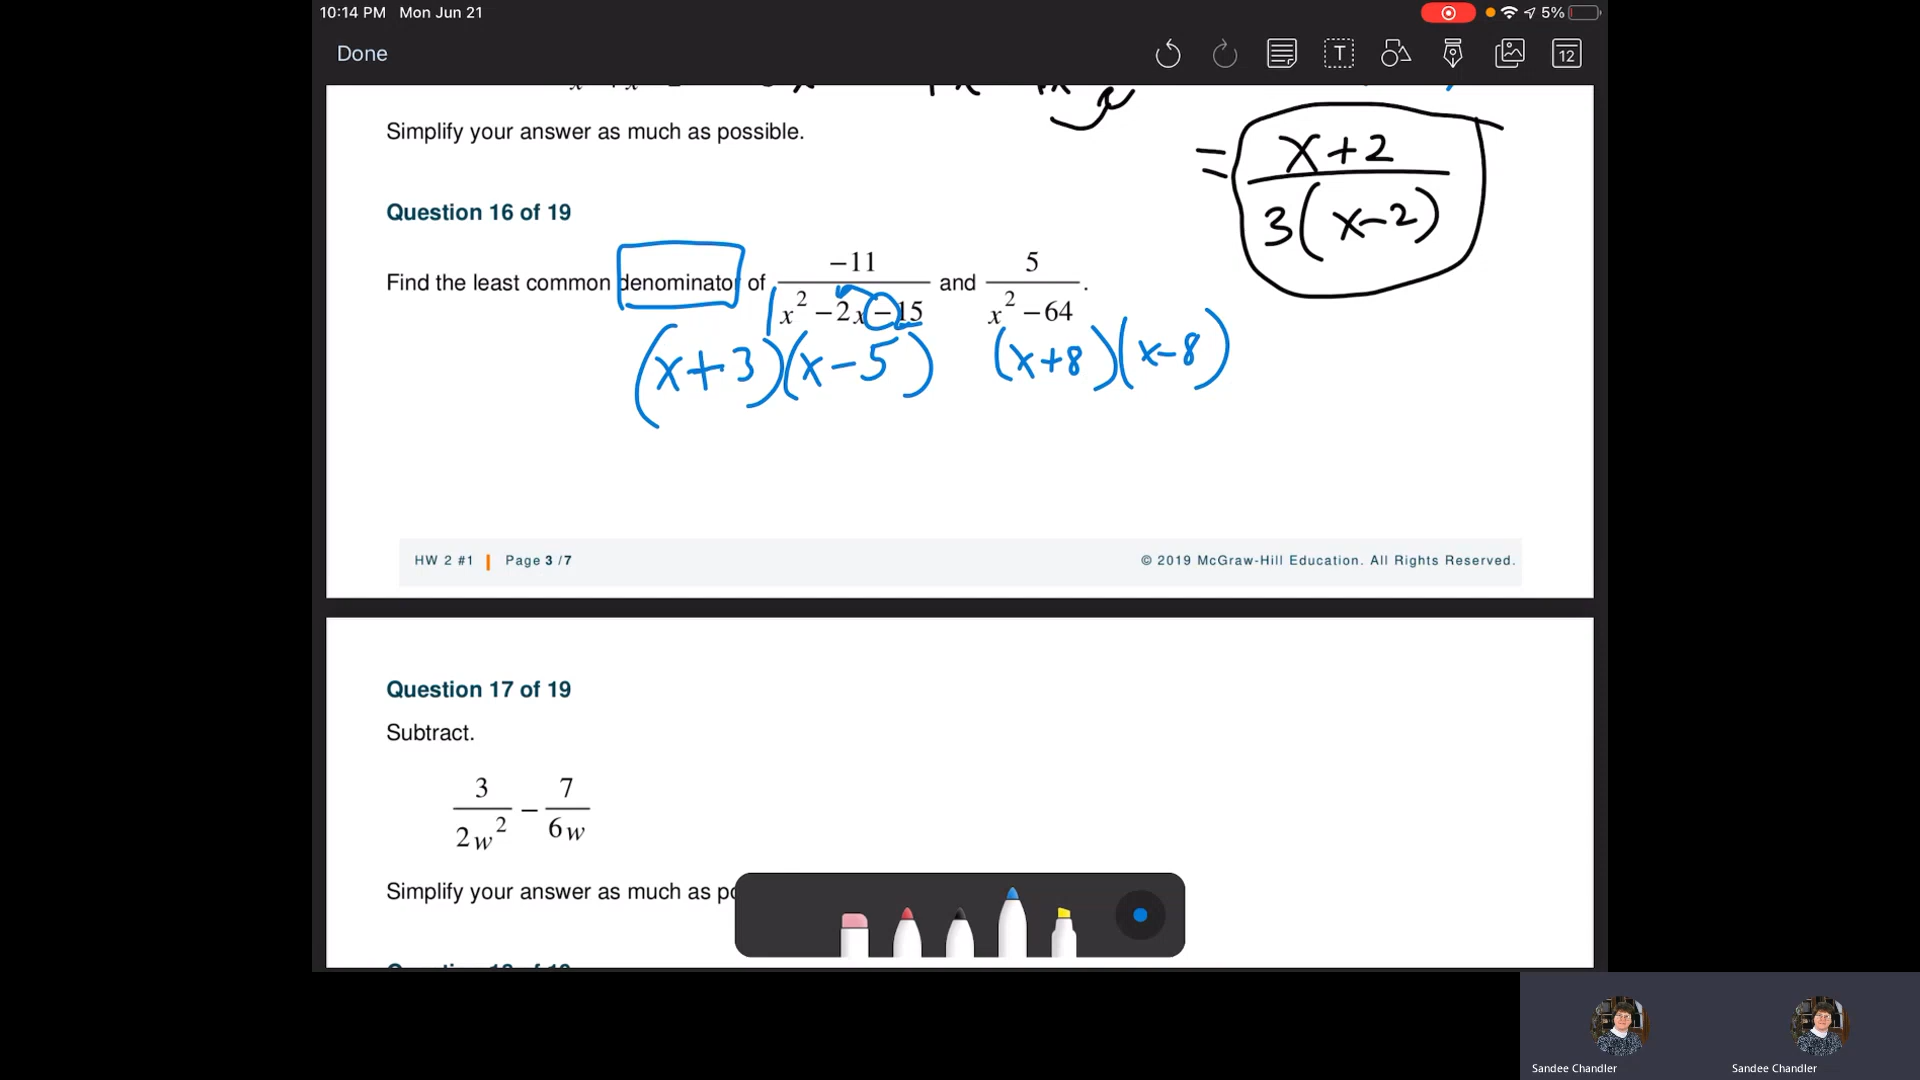 10:14 PM Mon Jun 21
5%
Done
T
12
Simplify your answer as much as possible.
= x+2 / 3(x-2)
Question 16 of 19
Find the least common denominator of −11 / x² − 2x − 15 and 5 / x² − 64 .
(x+3)(x-5) (x+8)(x-8)
HW 2 #1 | Page 3 / 7
© 2019 McGraw-Hill Education. All Rights Reserved.
Question 17 of 19
Subtract.
3 / 2w² − 7 / 6w
Simplify your answer as much as
Sandee Chandler
Sandee Chandler